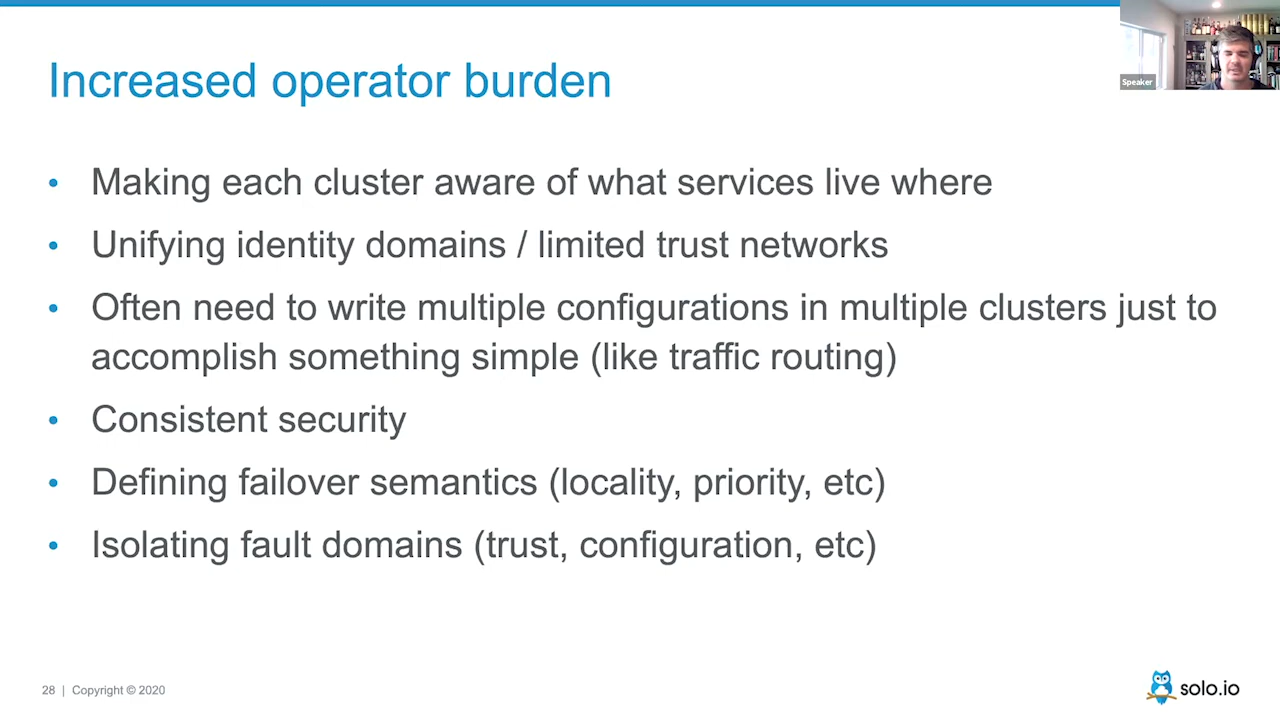 Increased operator burden
Speaker
• Making each cluster aware of what services live where
• Unifying identity domains / limited trust networks
• Often need to write multiple configurations in multiple clusters just to
accomplish something simple (like traffic routing)
• Consistent security
• Defining failover semantics (locality, priority, etc)
• Isolating fault domains (trust, configuration, etc)
28 | Copyright © 2020
solo.io